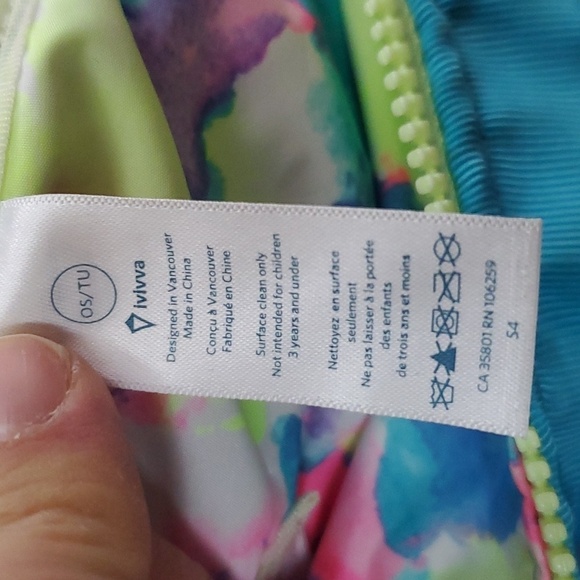 OS/TU
ivivva
Designed in Vancouver
Made in China
Conçu à Vancouver
Fabriqué en Chine
Surface clean only
Not intended for children
3 years and under
Nettoyez en surface
seulement
Ne pas laisser à la portée
des enfants
de trois ans et moins
CA 35801 RN 106259
S4